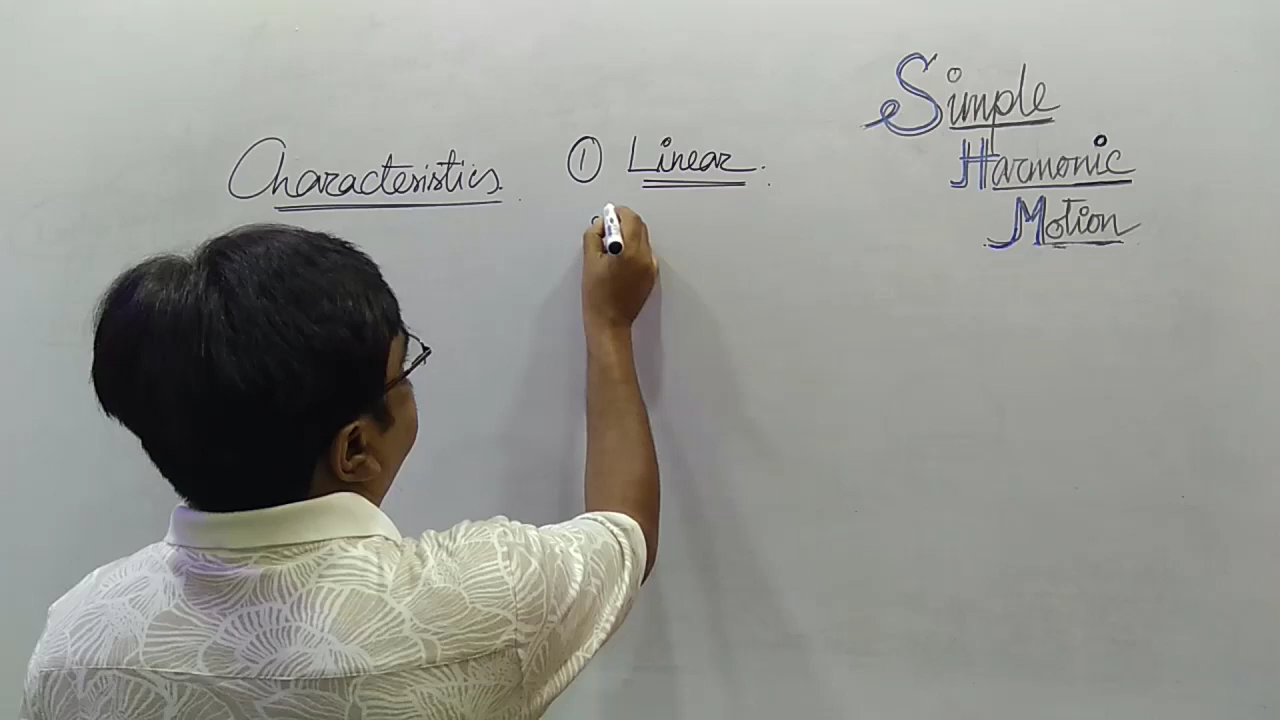 Simple
Harmonic
Motion
Characteristics.
① Linear.